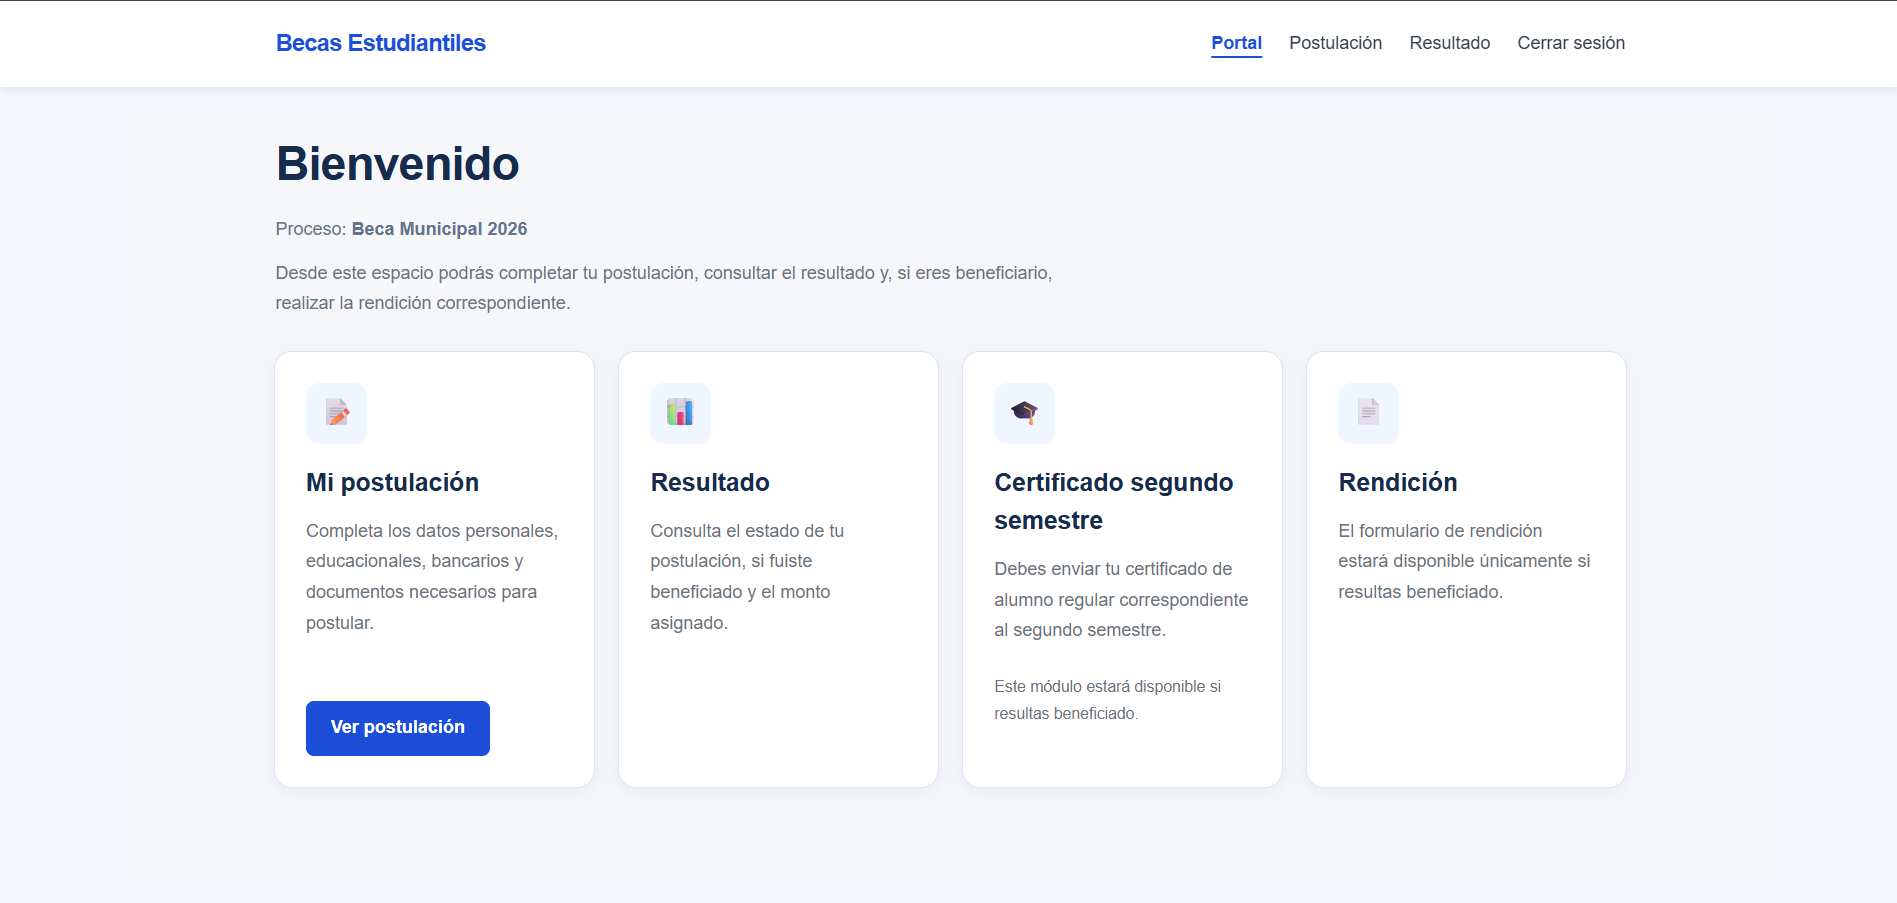 Becas Estudiantiles
Portal
Postulación
Resultado
Cerrar sesión
Bienvenido
Proceso: Beca Municipal 2026
Desde este espacio podrás completar tu postulación, consultar el resultado y, si eres beneficiario,
realizar la rendición correspondiente.
Mi postulación
Completa los datos personales,
educacionales, bancarios y
documentos necesarios para
postular.
Ver postulación
Resultado
Consulta el estado de tu
postulación, si fuiste
beneficiado y el monto
asignado.
Certificado segundo
semestre
Debes enviar tu certificado de
alumno regular correspondiente
al segundo semestre.
Este módulo estará disponible si
resultas beneficiado.
Rendición
El formulario de rendición
estará disponible únicamente si
resultas beneficiado.